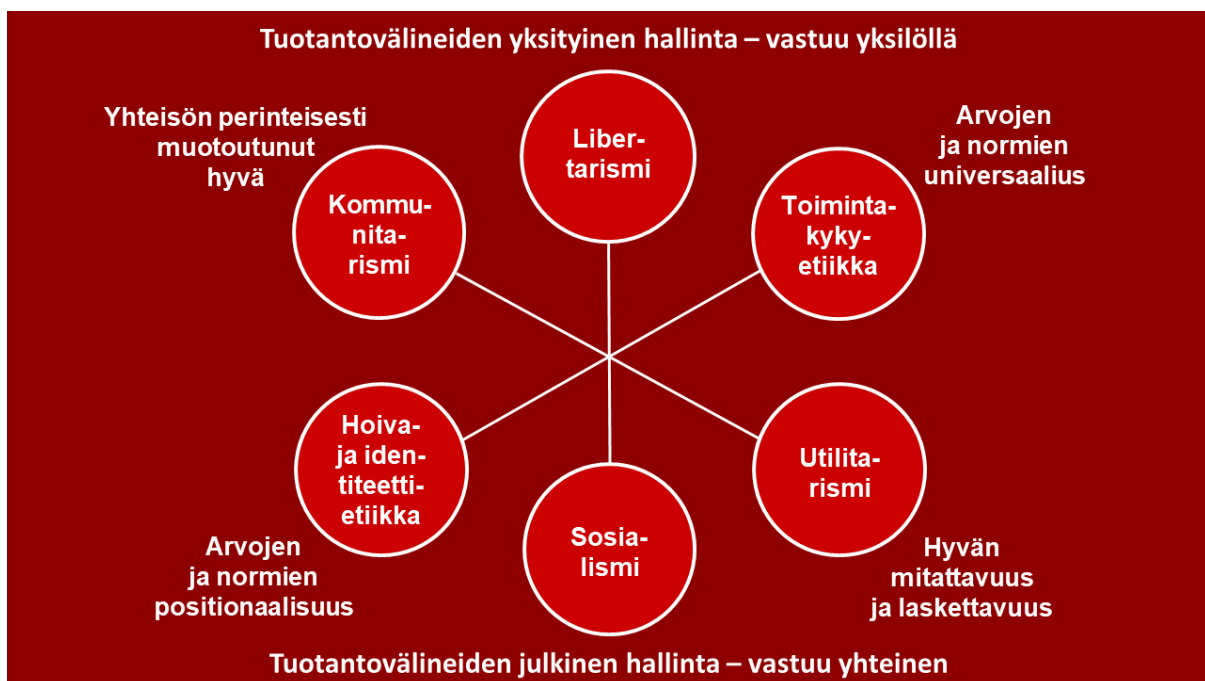 Tuotantovälineiden yksityinen hallinta – vastuu yksilöllä
Yhteisön perinteisesti
muotoutunut
hyvä
Liber-
tarismi
Arvojen
ja normien
universaalius
Kommu-
nita-
rismi
Toiminta-
kyky-
etiikka
Hoiva-
ja iden-
titeetti-
etiikka
Utilita-
rismi
Sosia-
lismi
Arvojen
ja normien
positionaalisuus
Hyvän
mitattavuus
ja laskettavuus
Tuotantovälineiden julkinen hallinta – vastuu yhteinen